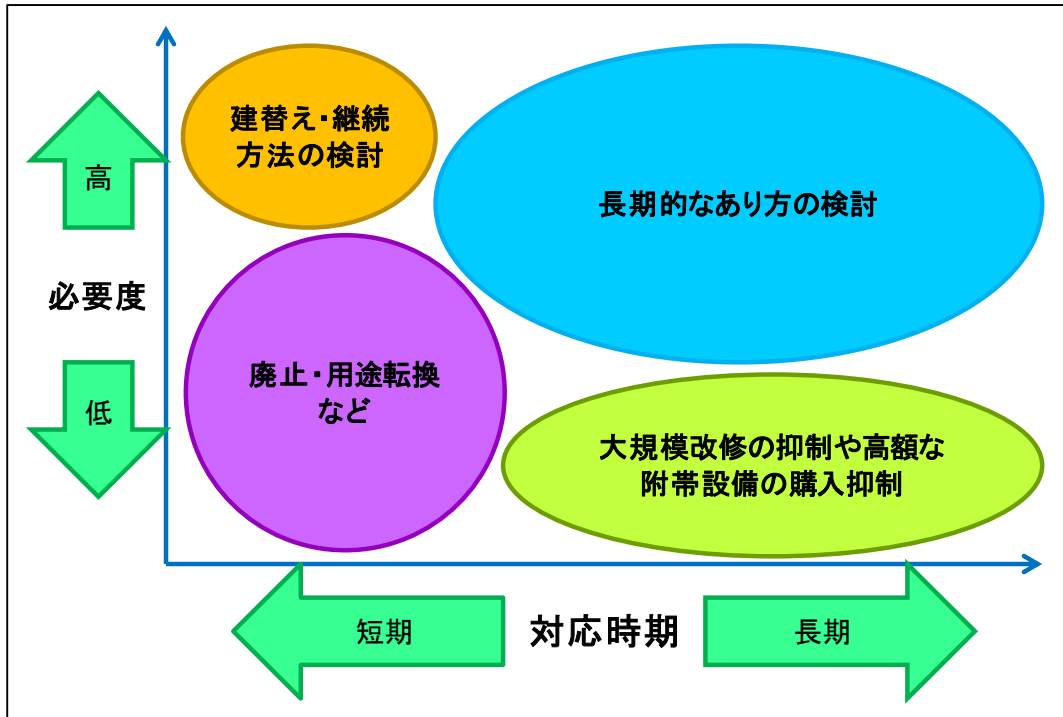 建替え・継続
方法の検討
高
長期的なあり方の検討
必要度
廃止・用途転換
など
低
大規模改修の抑制や高額な
附帯設備の購入抑制
短期
対応時期
長期